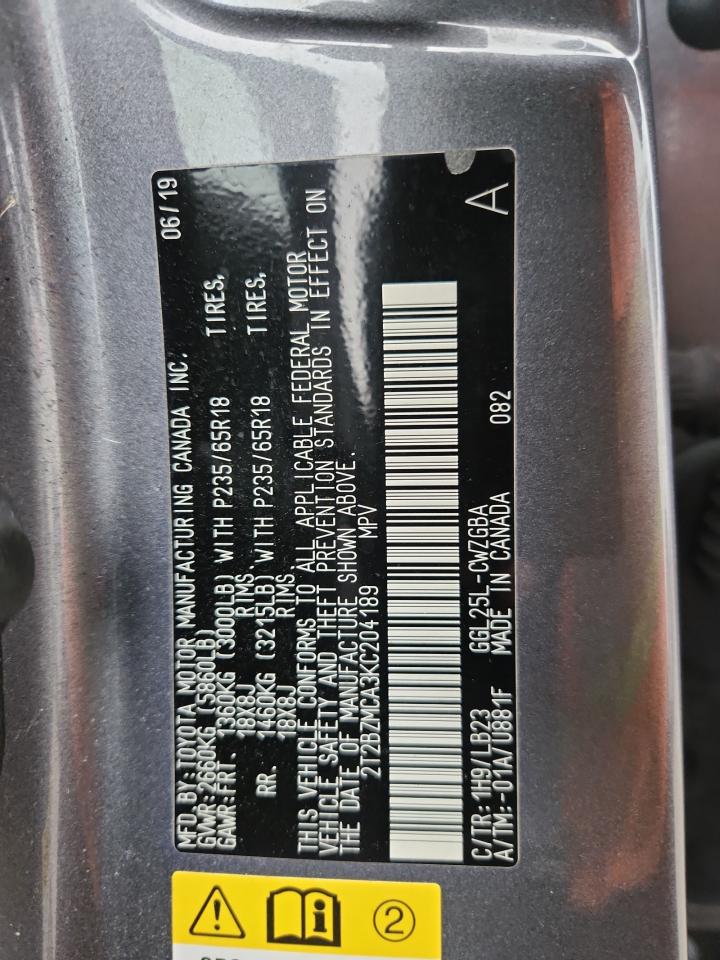 MFD. BY:TOYOTA MOTOR MANUFACTURING CANADA INC. 06/19
GVWR:2660KG (5860LB)
GAWR:FRT. 1360KG (3000LB) WITH P235/65R18 TIRES,
18X8J RIMS,
RR. 1460KG (3215LB) WITH P235/65R18 TIRES,
18X8J RIMS,
THIS VEHICLE CONFORMS TO ALL APPLICABLE FEDERAL MOTOR
VEHICLE SAFETY AND THEFT PREVENTION STANDARDS IN EFFECT ON
THE DATE OF MANUFACTURE SHOWN ABOVE.
2T2BZMCA3KC204189 MPV
C/TR:1H9/LB23 GGL25L-CWZGBA 082 A
A/TM:-01A/U881F MADE IN CANADA
2